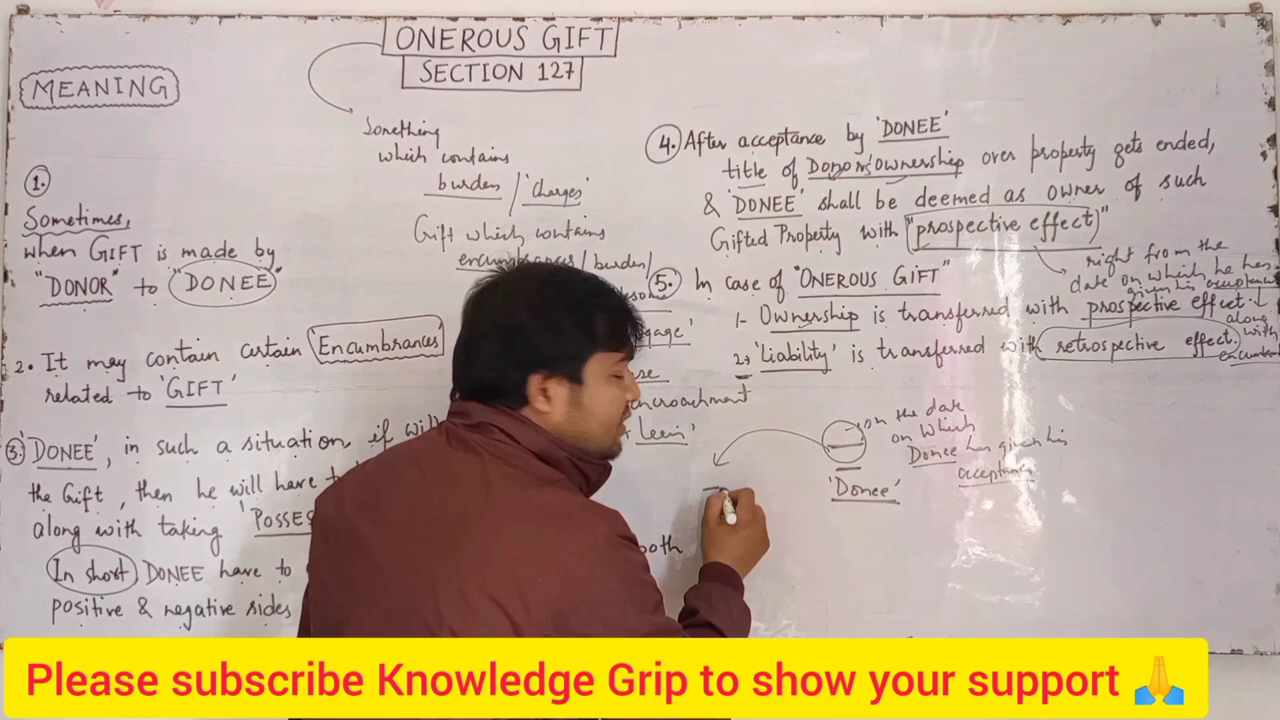 ONEROUS GIFT
SECTION 127
MEANING
Something
which contains
burden / 'Charges'
Gift which contains
encumbrances / burden/
1.
Sometimes,
when GIFT is made by
"DONOR" to "DONEE"
2. It may contain certain 'Encumbrances'
related to 'GIFT'
3. 'DONEE', in such a situation if
the Gift, then he will have
along with taking
In short DONEE have to
positive & negative sides
both
encroachment
4. After acceptance by 'DONEE'
title of Donor's ownership over property gets ended,
& 'DONEE' shall be deemed as owner of such
Gifted Property with "prospective effect"
right from the
date on which he has
given his acceptance
along
with
5. In case of "ONEROUS GIFT"
1- Ownership is transferred with prospective effect.
2→ 'Liability' is transferred with retrospective effect.
on the date
on which
Donee has given his
acceptance
'Donee'
Please subscribe Knowledge Grip to show your support 🙏